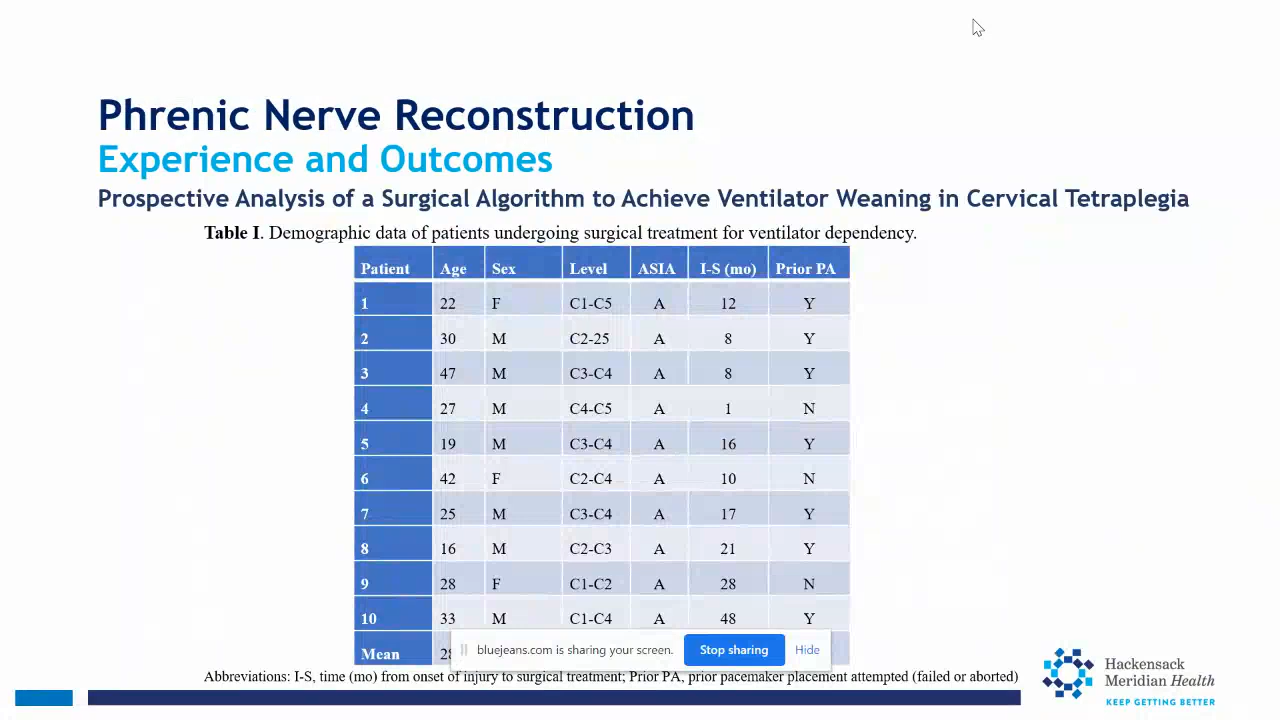 Phrenic Nerve Reconstruction
Experience and Outcomes
Prospective Analysis of a Surgical Algorithm to Achieve Ventilator Weaning in Cervical Tetraplegia
Table I. Demographic data of patients undergoing surgical treatment for ventilator dependency.
Patient Age Sex Level ASIA I-S (mo) Prior PA
1 22 F C1-C5 A 12 Y
2 30 M C2-25 A 8 Y
3 47 M C3-C4 A 8 Y
4 27 M C4-C5 A 1 N
5 19 M C3-C4 A 16 Y
6 42 F C2-C4 A 10 N
7 25 M C3-C4 A 17 Y
8 16 M C2-C3 A 21 Y
9 28 F C1-C2 A 28 N
10 33 M C1-C4 A 48 Y
Mean
bluejeans.com is sharing your screen. Stop sharing Hide
Abbreviations: I-S, time (mo) from onset of injury to surgical treatment; Prior PA, prior pacemaker placement attempted (failed or aborted)
Hackensack
Meridian Health
KEEP GETTING BETTER